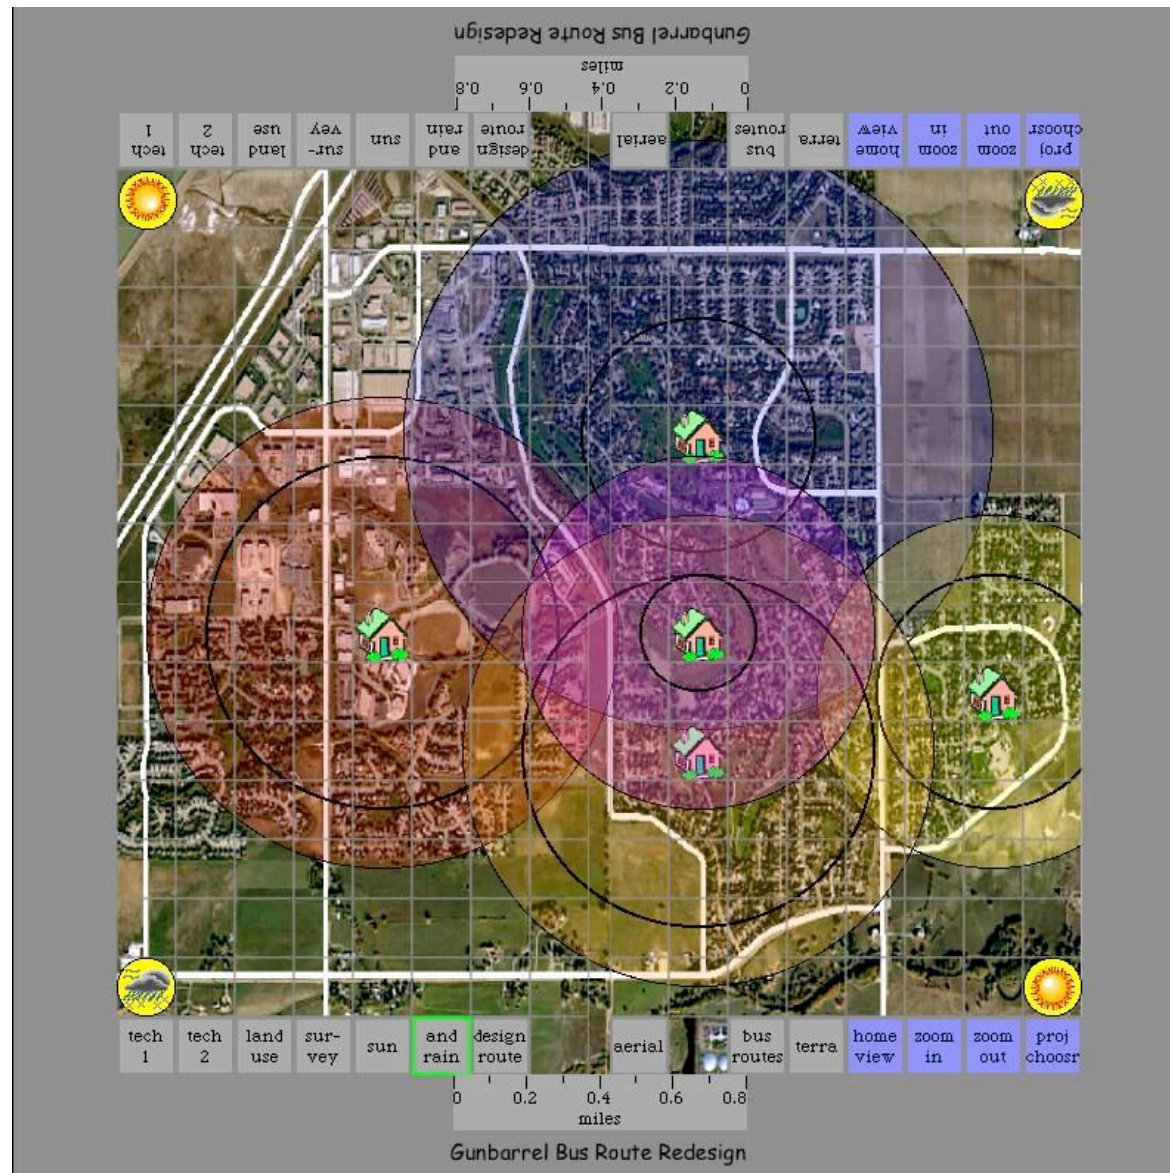 Gunbarrel Bus Route Redesign
miles
0.8 0.6 0.4 0.2 0
tech 1
tech 2
land use
sur-vey
sun
and rain
design route
aerial
bus routes
terra
home view
zoom in
zoom out
proj choosr
tech 1
tech 2
land use
sur-vey
sun
and rain
design route
aerial
bus routes
terra
home view
zoom in
zoom out
proj choosr
0 0.2 0.4 0.6 0.8
miles
Gunbarrel Bus Route Redesign